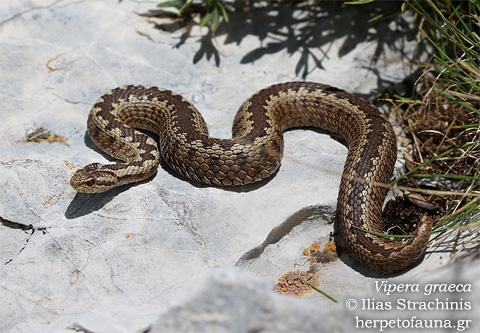 Vipera graeca
© Ilias Strachinis
herpetofauna.gr